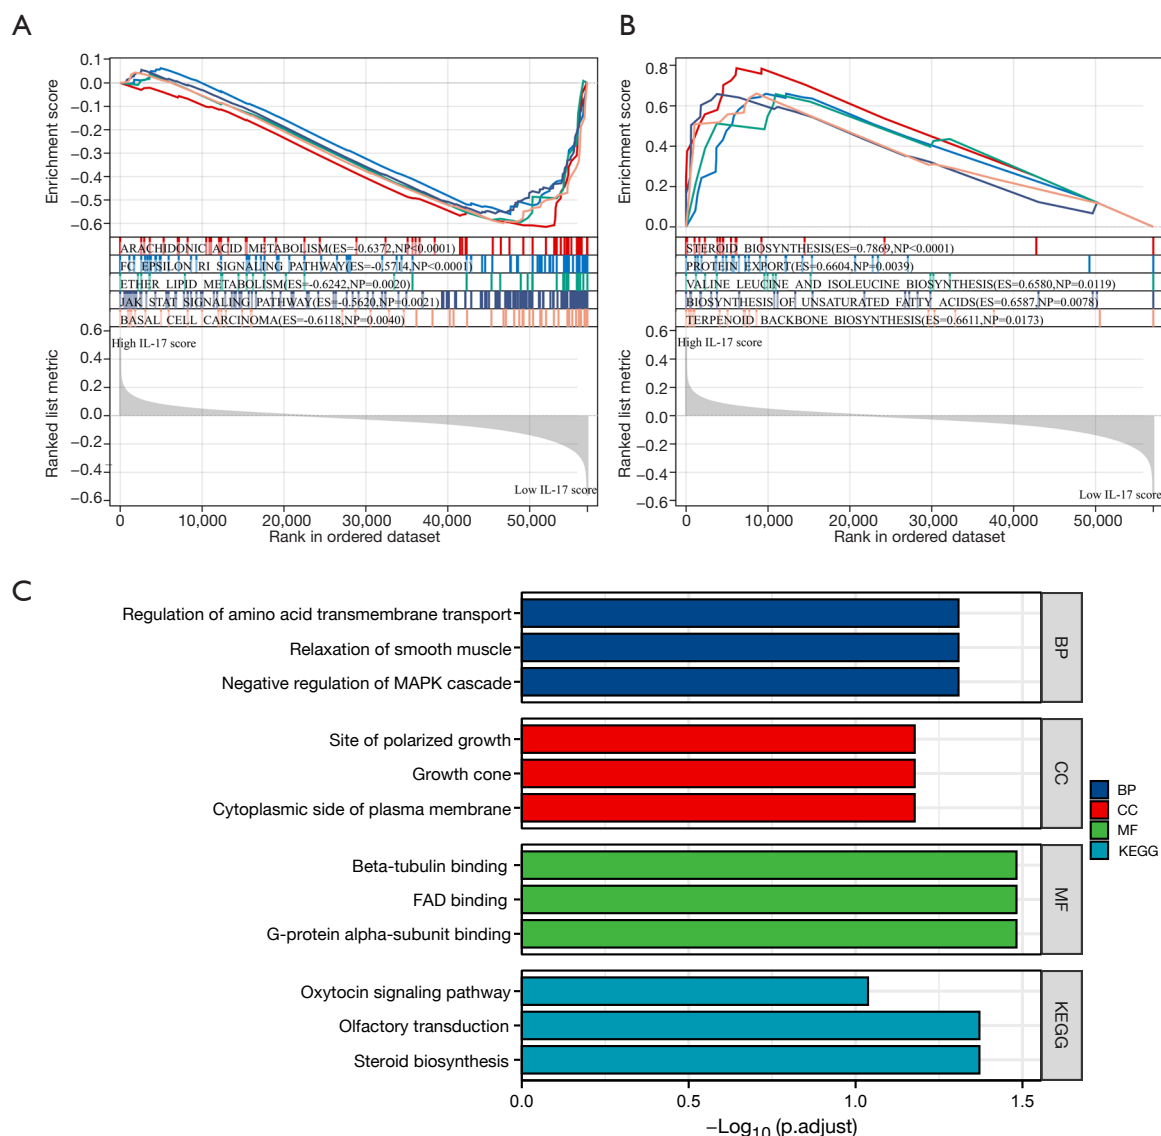 A
0.1
0.0
−0.1
−0.2
−0.3
−0.4
−0.5
−0.6
Enrichment score
ARACHIDONIC ACID METABOLISM(ES=-0.6372,NP<0.0001)
FC EPSILON RI SIGNALING PATHWAY(ES=-0.5714,NP<0.0001)
ETHER LIPID METABOLISM(ES=-0.6242,NP=0.0020)
JAK STAT SIGNALING PATHWAY(ES=-0.5620,NP=0.0021)
BASAL CELL CARCINOMA(ES=-0.6118,NP=0.0040)
0.6
0.4
0.2
0.0
−0.2
−0.4
−0.6
Ranked list metric
High IL-17 score
Low IL-17 score
0 10,000 20,000 30,000 40,000 50,000
Rank in ordered dataset
B
0.8
0.6
0.4
0.2
0.0
Enrichment score
STEROID BIOSYNTHESIS(ES=0.7869,NP<0.0001)
PROTEIN EXPORT(ES=0.6604,NP=0.0039)
VALINE LEUCINE AND ISOLEUCINE BIOSYNTHESIS(ES=0.6580,NP=0.0119)
BIOSYNTHESIS OF UNSATURATED FATTY ACIDS(ES=0.6587,NP=0.0078)
TERPENOID BACKBONE BIOSYNTHESIS(ES=0.6611,NP=0.0173)
0.6
0.4
0.2
0.0
−0.2
−0.4
−0.6
Ranked list metric
High IL-17 score
Low IL-17 score
0 10,000 20,000 30,000 40,000 50,000
Rank in ordered dataset
C
Regulation of amino acid transmembrane transport
Relaxation of smooth muscle
Negative regulation of MAPK cascade
BP
Site of polarized growth
Growth cone
Cytoplasmic side of plasma membrane
CC
Beta-tubulin binding
FAD binding
G-protein alpha-subunit binding
MF
Oxytocin signaling pathway
Olfactory transduction
Steroid biosynthesis
KEGG
0.0 0.5 1.0 1.5
−Log10 (p.adjust)
BP
CC
MF
KEGG